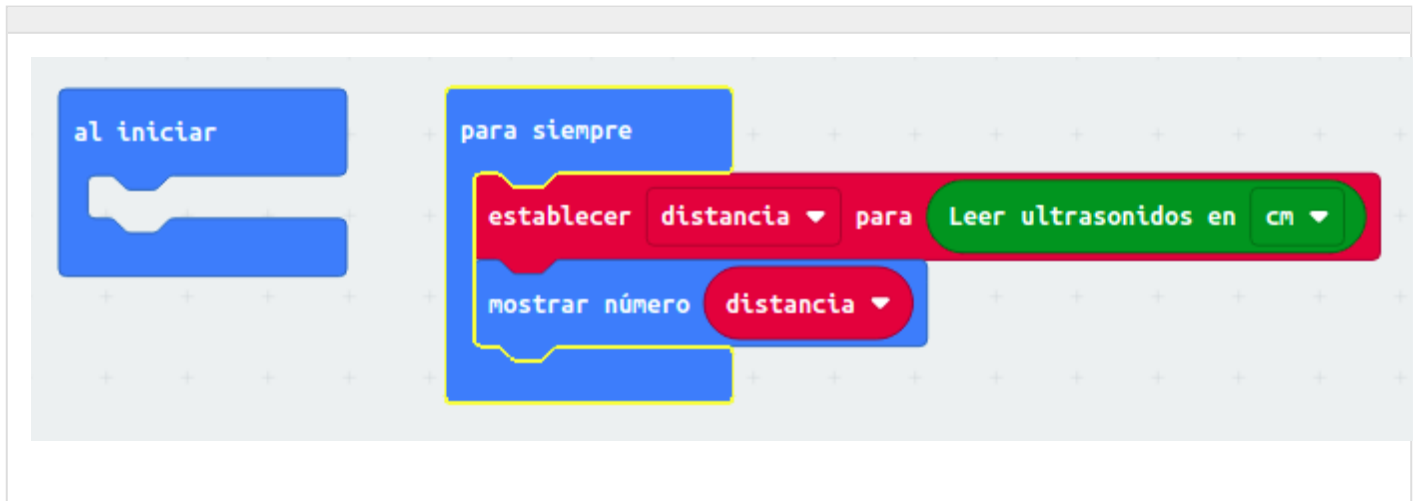 al iniciar
para siempre
establecer distancia para Leer ultrasonidos en cm
mostrar número distancia